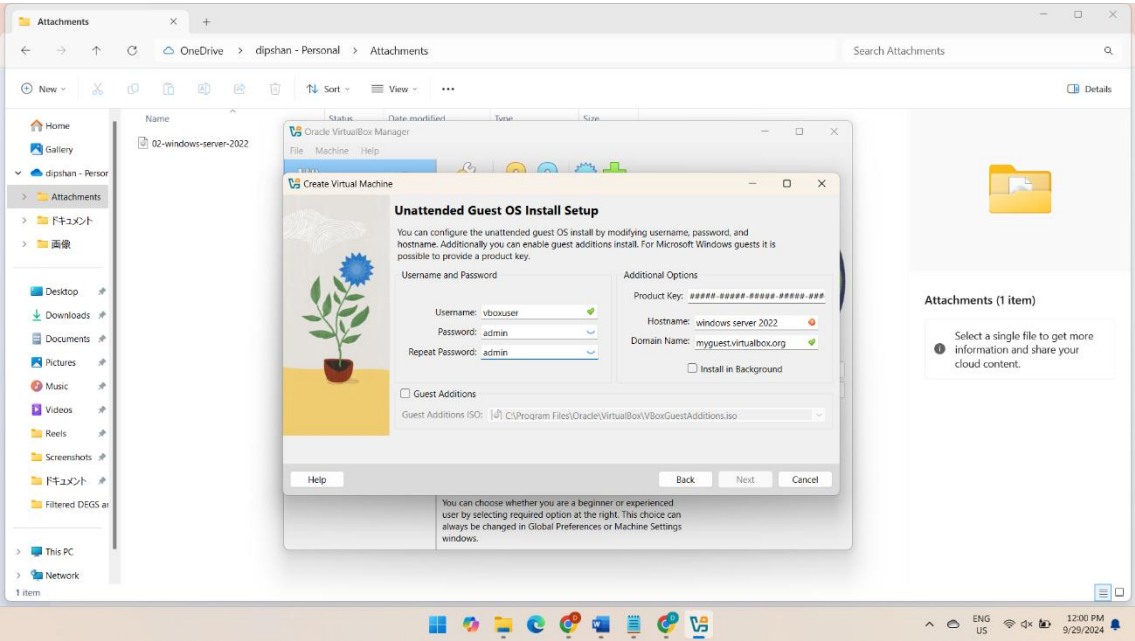 Attachments
OneDrive > dipshan - Personal > Attachments
Search Attachments
New
Sort
View
Details
Home
Gallery
dipshan - Persor
Attachments
ドキュメント
画像
Desktop
Downloads
Documents
Pictures
Music
Videos
Reels
Screenshots
ドキュメント
Filtered DEGS ar
This PC
Network
1 item
Name Status Date modified Type Size
02-windows-server-2022
Oracle VirtualBox Manager
File Machine Help
Create Virtual Machine
Unattended Guest OS Install Setup
You can configure the unattended guest OS install by modifying username, password, and
hostname. Additionally you can enable guest additions install. For Microsoft Windows guests it is
possible to provide a product key.
Username and Password
Username: vboxuser
Password: admin
Repeat Password: admin
Additional Options
Product Key: #####-#####-#####-#####-###
Hostname: windows server 2022
Domain Name: myguest.virtualbox.org
Install in Background
Guest Additions
Guest Additions ISO: C:\Program Files\Oracle\VirtualBox\VBoxGuestAdditions.iso
Help
Back
Next
Cancel
You can choose whether you are a beginner or experienced
user by selecting required option at the right. This choice can
always be changed in Global Preferences or Machine Settings
windows.
Attachments (1 item)
Select a single file to get more
information and share your
cloud content.
ENG
US
12:00 PM
9/29/2024